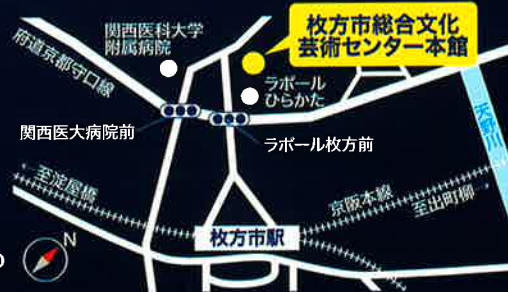 枚方市総合文化
芸術センター本館
関西医科大学
附属病院
府道京都守口線
ラポール
ひらかた
関西医大病院前
ラポール枚方前
天野川
至淀屋橋
京阪本線
至出町柳
枚方市駅
N